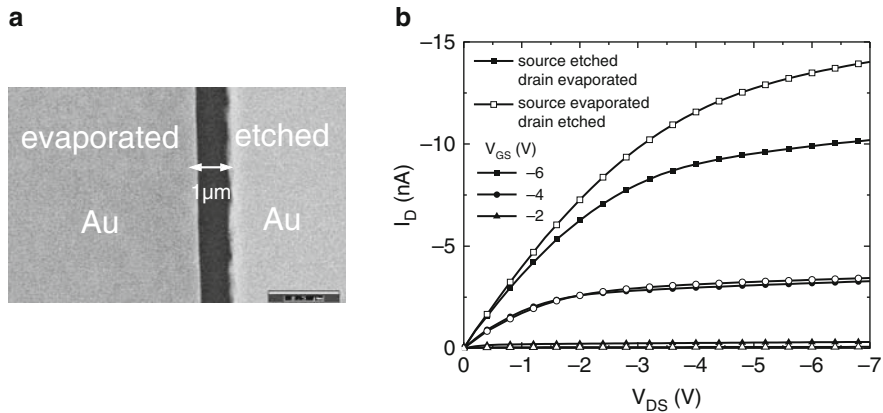 a
evaporated
etched
1μm
Au
Au
b
–15
–10
–5
0
I_D (nA)
source etched
drain evaporated
source evaporated
drain etched
V_GS (V)
–6
–4
–2
0
–1
–2
–3
–4
–5
–6
–7
V_DS (V)